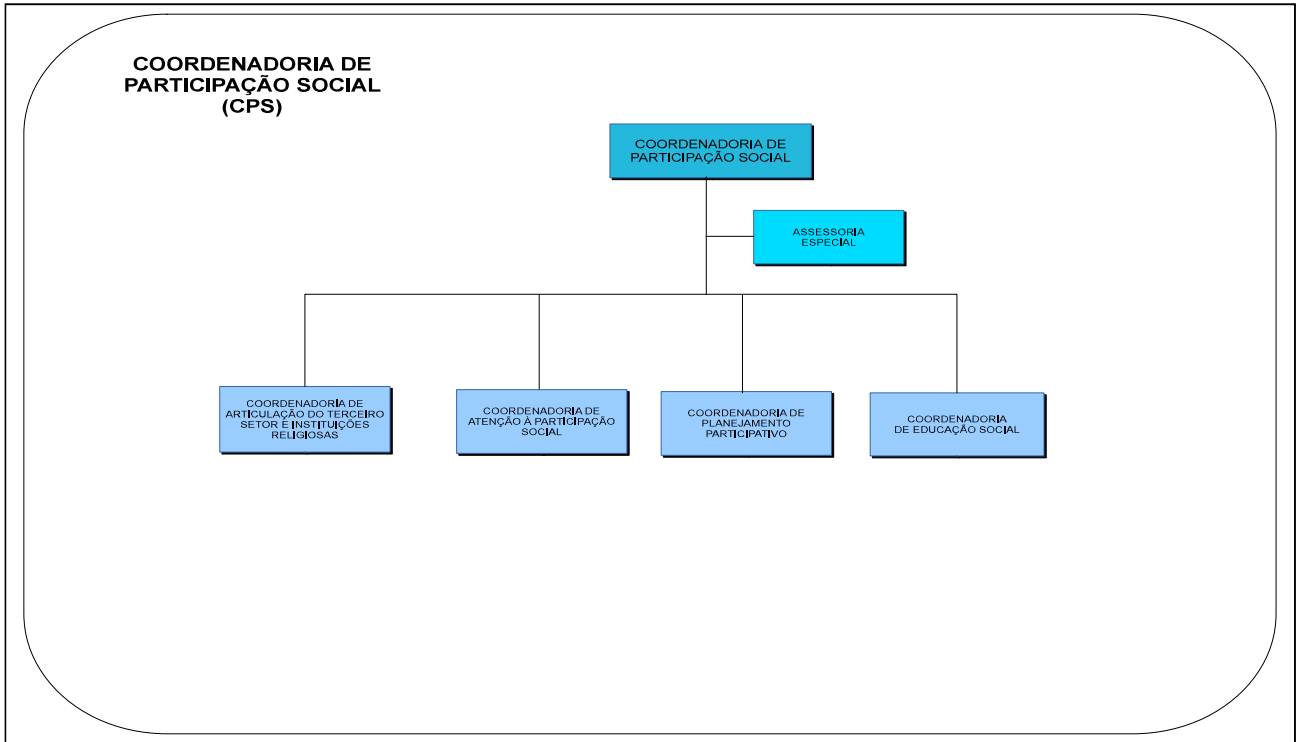 COORDENADORIA DE
PARTICIPAÇÃO SOCIAL
(CPS)
COORDENADORIA DE
PARTICIPAÇÃO SOCIAL
ASSESSORIA
ESPECIAL
COORDENADORIA DE
ARTICULAÇÃO DO TERCEIRO
SETOR E INSTITUIÇÕES
RELIGIOSAS
COORDENADORIA DE
ATENÇÃO À PARTICIPAÇÃO
SOCIAL
COORDENADORIA DE
PLANEJAMENTO
PARTICIPATIVO
COORDENADORIA
DE EDUCAÇÃO SOCIAL